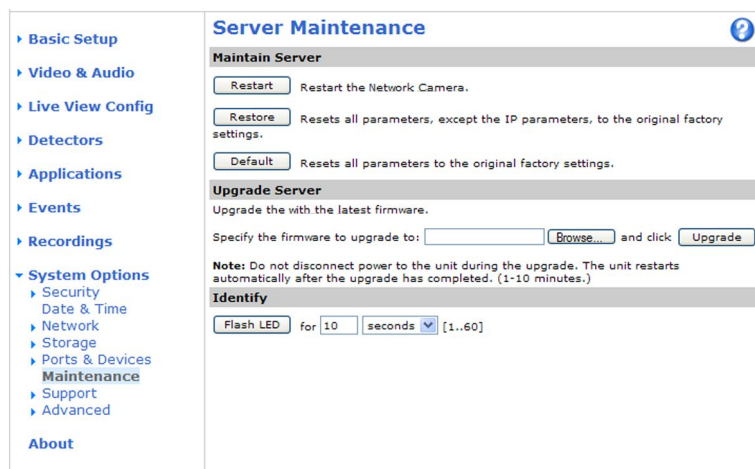 Basic Setup
Video & Audio
Live View Config
Detectors
Applications
Events
Recordings
System Options
Security
Date & Time
Network
Storage
Ports & Devices
Maintenance
Support
Advanced
About
Server Maintenance
?
Maintain Server
Restart Restart the Network Camera.
Restore Resets all parameters, except the IP parameters, to the original factory
settings.
Default Resets all parameters to the original factory settings.
Upgrade Server
Upgrade the with the latest firmware.
Specify the firmware to upgrade to: Browse... and click Upgrade
Note: Do not disconnect power to the unit during the upgrade. The unit restarts
automatically after the upgrade has completed. (1-10 minutes.)
Identify
Flash LED for 10 seconds [1..60]